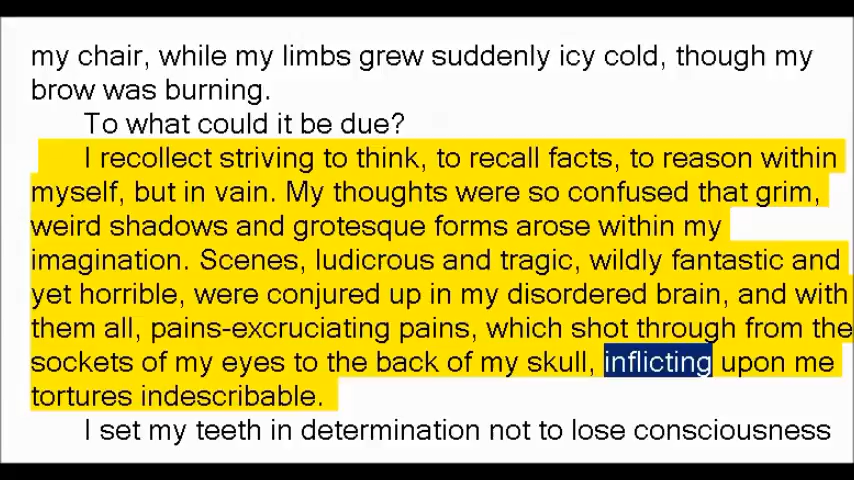 my chair, while my limbs grew suddenly icy cold, though my
brow was burning.
To what could it be due?
I recollect striving to think, to recall facts, to reason within
myself, but in vain. My thoughts were so confused that grim,
weird shadows and grotesque forms arose within my
imagination. Scenes, ludicrous and tragic, wildly fantastic and
yet horrible, were conjured up in my disordered brain, and with
them all, pains-excruciating pains, which shot through from the
sockets of my eyes to the back of my skull, inflicting upon me
tortures indescribable.
I set my teeth in determination not to lose consciousness